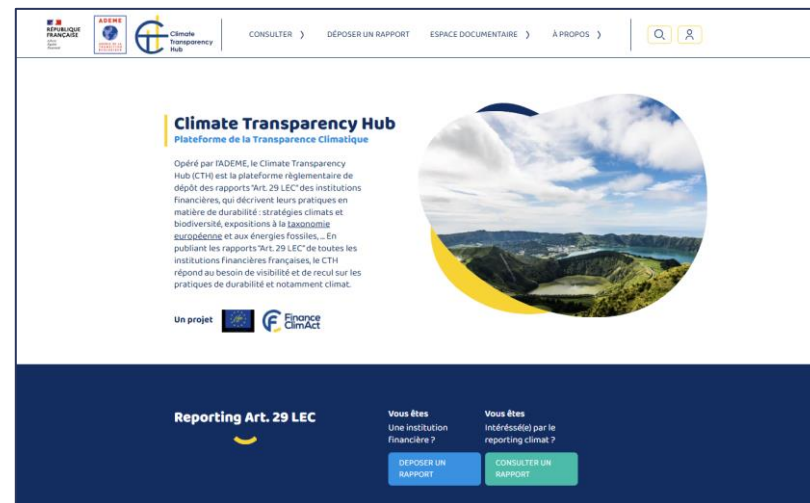 RÉPUBLIQUE
FRANÇAISE
ADEME
Climate
Transparency
Hub
CONSULTER
DÉPOSER UN RAPPORT
ESPACE DOCUMENTAIRE
À PROPOS
Climate Transparency Hub
Plateforme de la Transparence Climatique
Opéré par l'ADEME, le Climate Transparency
Hub (CTH) est la plateforme règlementaire de
dépôt des rapports "Art. 29 LEC" des institutions
financières, qui décrivent leurs pratiques en
matière de durabilité : stratégies climats et
biodiversité, expositions à la taxonomie
européenne et aux énergies fossiles, ... En
publiant les rapports "Art. 29 LEC" de toutes les
institutions financières françaises, le CTH
répond au besoin de visibilité et de recul sur les
pratiques de durabilité et notamment climat.
Un projet
Finance
ClimAct
Reporting Art. 29 LEC
Vous êtes
Une institution
financière ?
DEPOSER UN
RAPPORT
Vous êtes
Intéréssé(e) par le
reporting climat ?
CONSULTER UN
RAPPORT